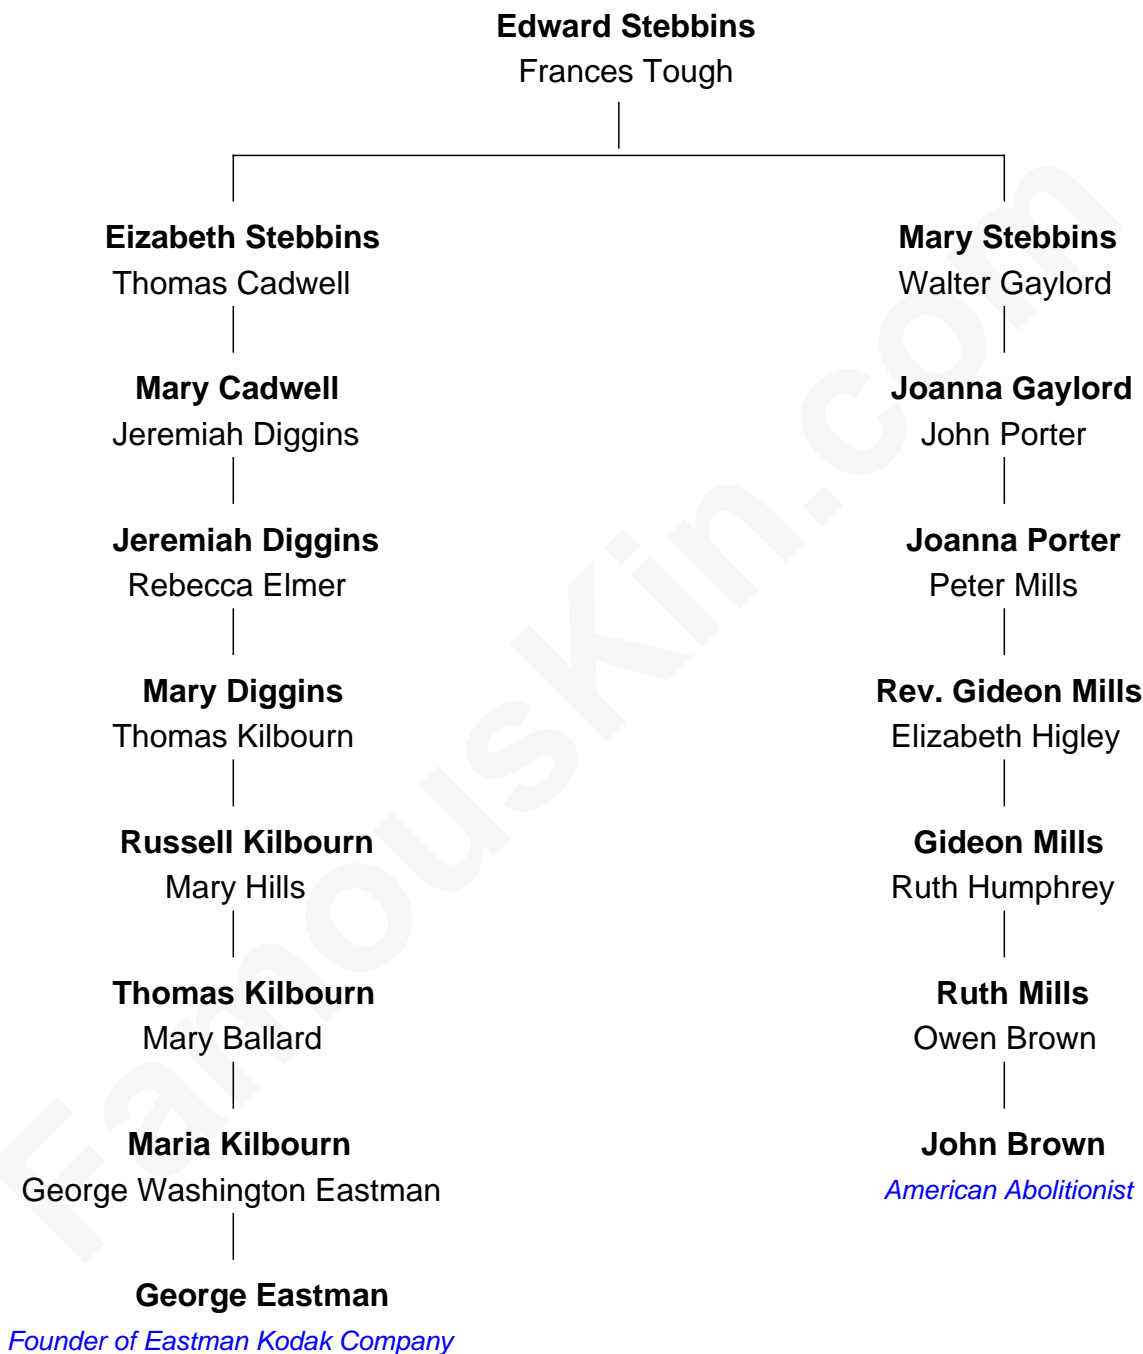 Edward Stebbins
Frances Tough
Eizabeth Stebbins
Thomas Cadwell
Mary Stebbins
Walter Gaylord
Mary Cadwell
Jeremiah Diggins
Joanna Gaylord
John Porter
Jeremiah Diggins
Rebecca Elmer
Joanna Porter
Peter Mills
Mary Diggins
Thomas Kilbourn
Rev. Gideon Mills
Elizabeth Higley
Russell Kilbourn
Mary Hills
Gideon Mills
Ruth Humphrey
Thomas Kilbourn
Mary Ballard
Ruth Mills
Owen Brown
Maria Kilbourn
George Washington Eastman
John Brown
American Abolitionist
George Eastman
Founder of Eastman Kodak Company
FamousKin.com